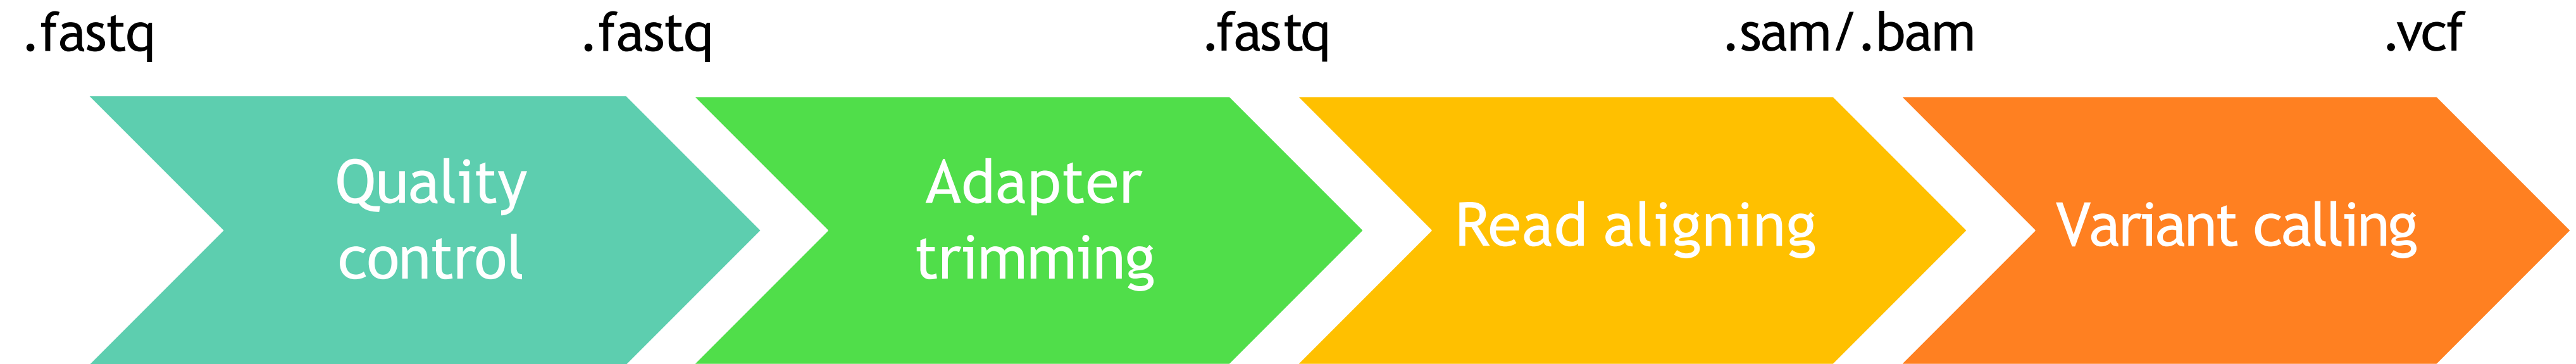 .fastq
.fastq
.fastq
.sam/.bam
.vcf
Quality
control
Adapter
trimming
Read aligning
Variant calling